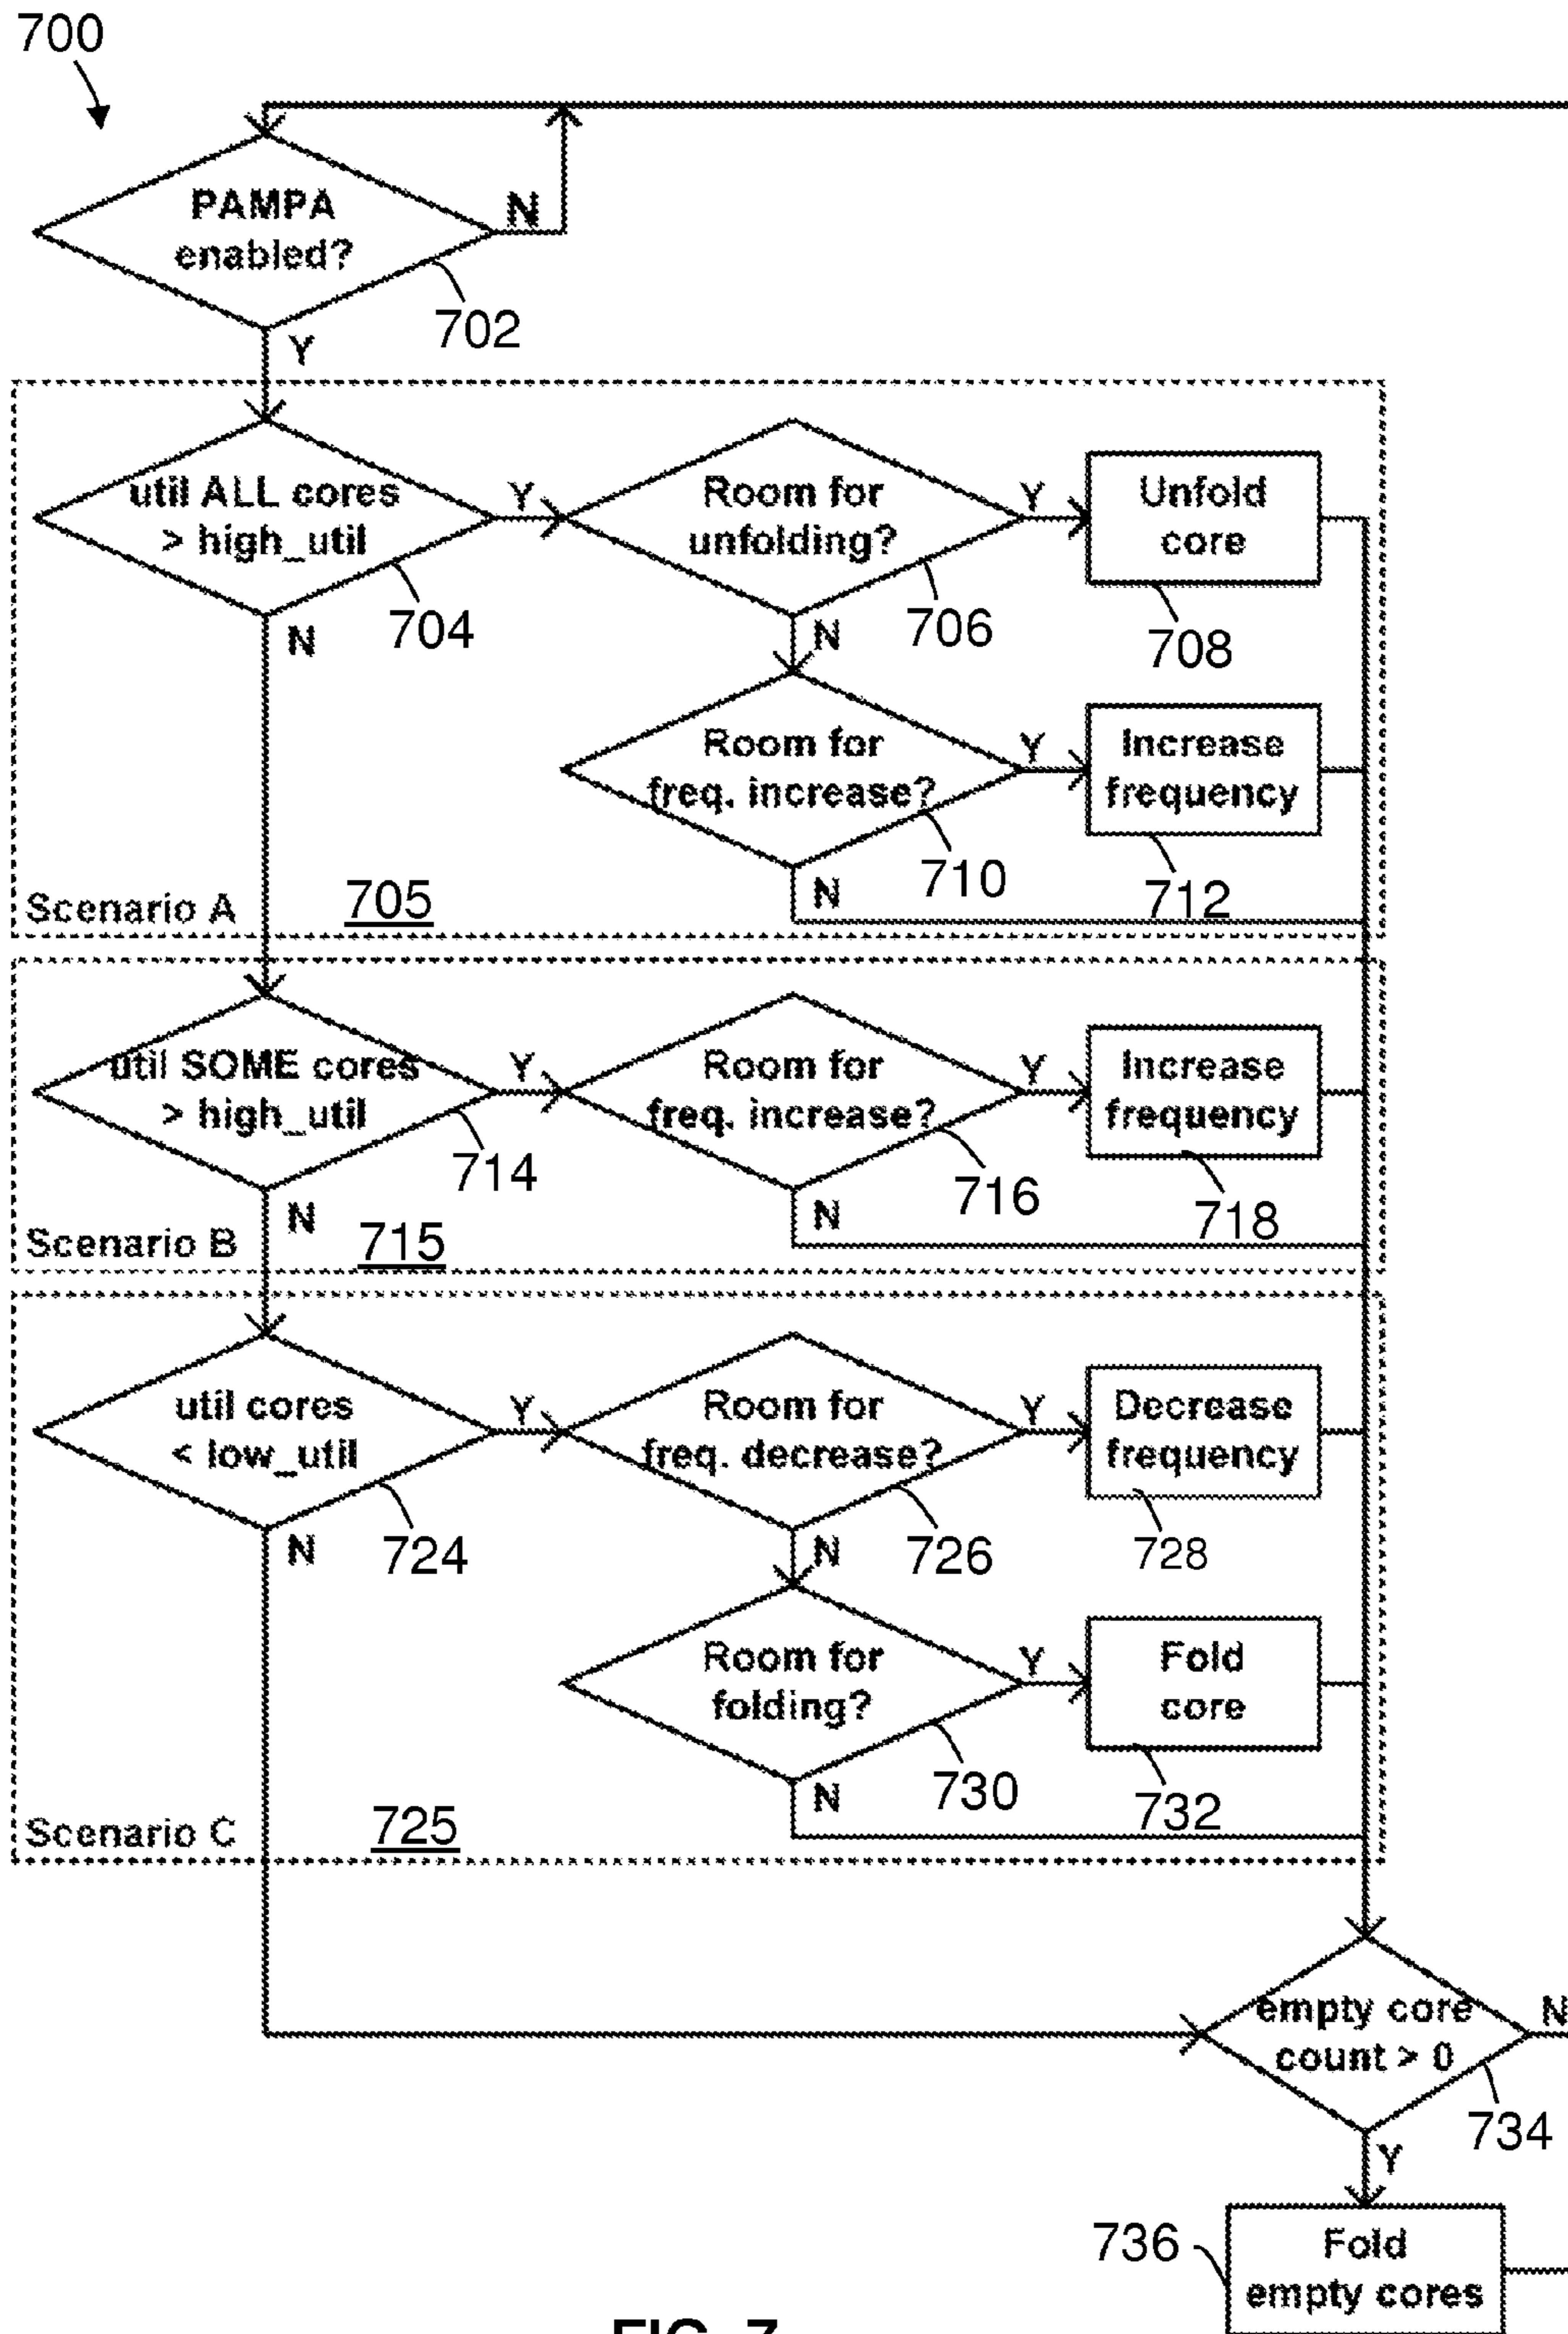 700
PAMPA
enabled?
N
702
Y
util ALL cores
> high_util
Y
Room for
unfolding?
Y
Unfold
core
704
N
706
N
708
Room for
freq. increase?
Y
Increase
frequency
710
N
712
Scenario A
705
util SOME cores
> high_util
Y
Room for
freq. increase?
Y
Increase
frequency
714
N
716
N
718
Scenario B
715
util cores
< low_util
Y
Room for
freq. decrease?
Y
Decrease
frequency
724
N
726
N
728
Room for
folding?
Y
Fold
core
730
N
732
Scenario C
725
empty core
count > 0
N
734
Y
736
Fold
empty cores
FIG. 7